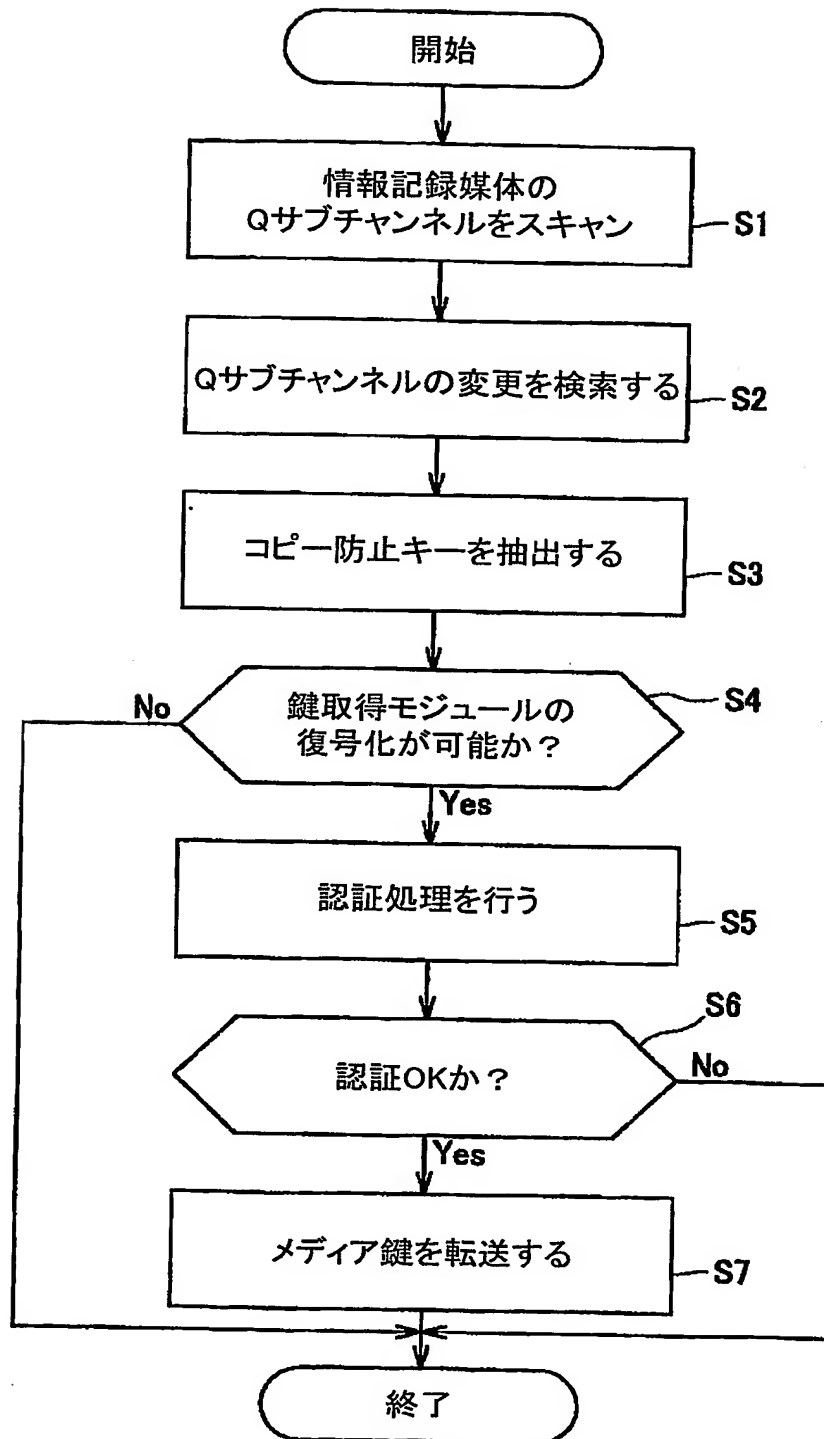 開始
情報記録媒体の
Qサブチャンネルをスキャン
S1
Qサブチャンネルの変更を検索する
S2
コピー防止キーを抽出する
S3
鍵取得モジュールの
復号化が可能か？
S4
No
Yes
認証処理を行う
S5
認証OKか？
S6
No
Yes
メディア鍵を転送する
S7
終了